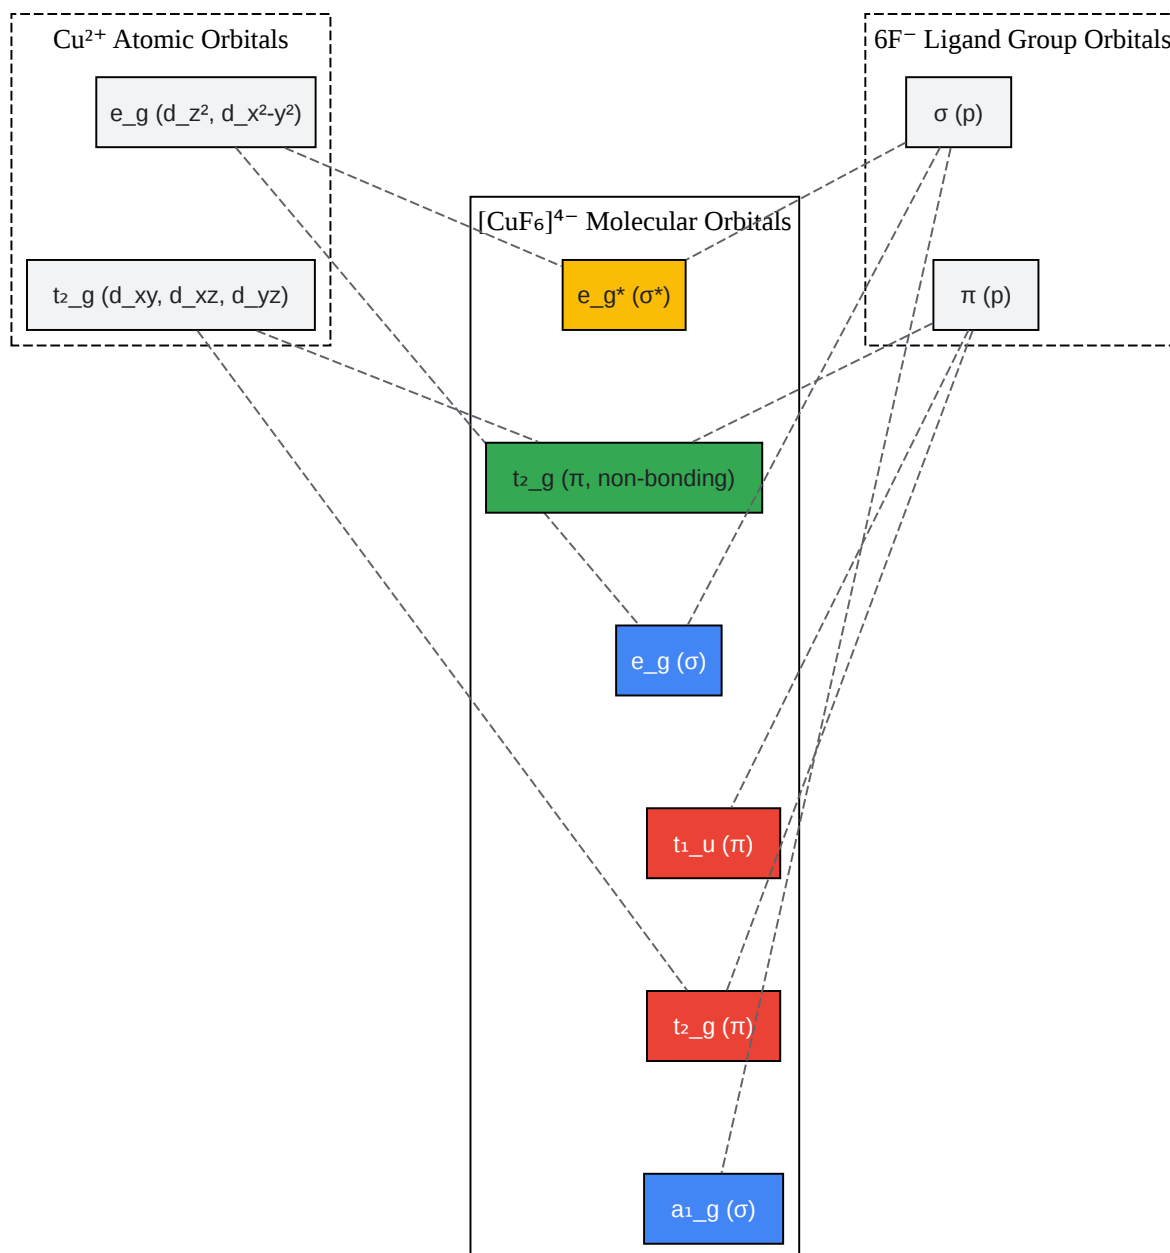 Cu²⁺ Atomic Orbitals
e_g (d_z², d_x²-y²)
t₂_g (d_xy, d_xz, d_yz)
[CuF₆]⁴⁻ Molecular Orbitals
e_g* (σ*)
t₂_g (π, non-bonding)
e_g (σ)
t₁_u (π)
t₂_g (π)
a₁_g (σ)
6F⁻ Ligand Group Orbitals
σ (p)
π (p)